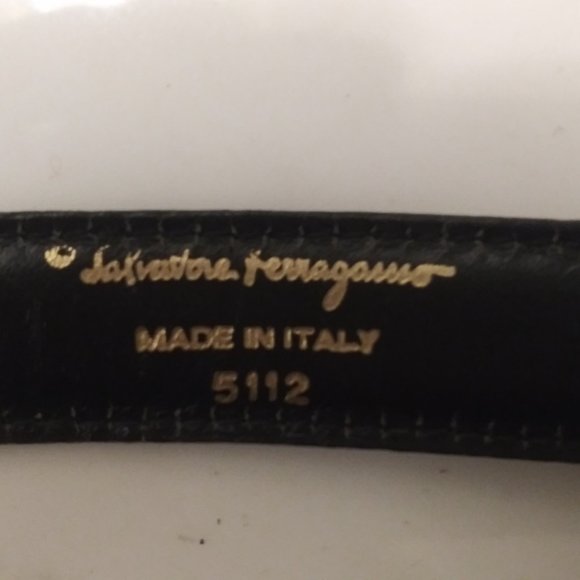 Salvatore Ferragamo
MADE IN ITALY
5112